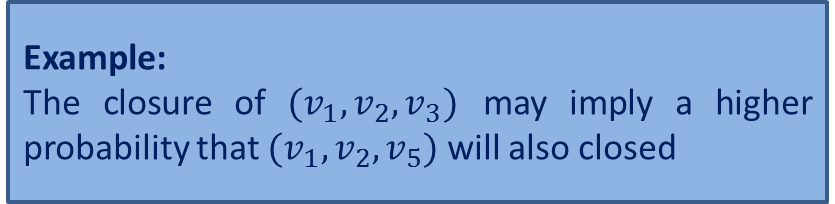 Example:
The closure of (𝑣₁, 𝑣₂, 𝑣₃) may imply a higher
probability that (𝑣₁, 𝑣₂, 𝑣₅) will also closed